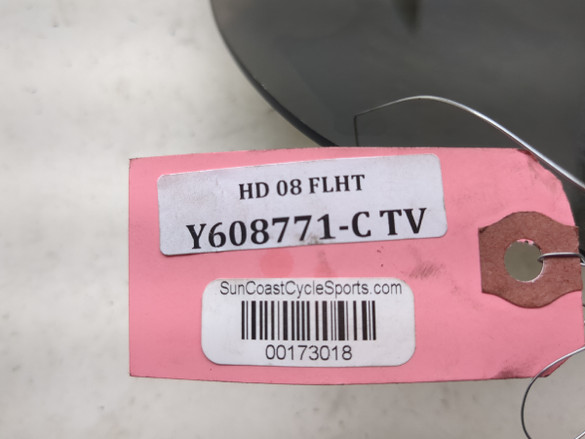 HD 08 FLHT
Y608771-C TV
SunCoastCycleSports.com
00173018